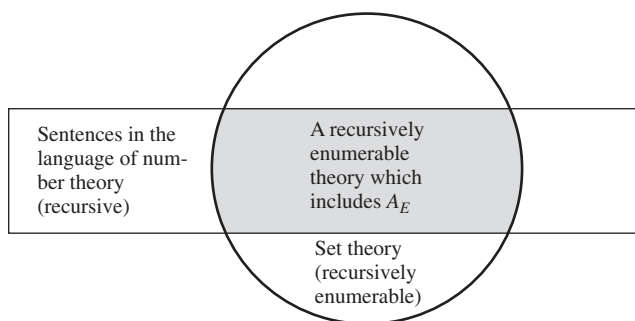 Sentences in the
language of num-
ber theory
(recursive)
A recursively
enumerable
theory which
includes A_E
Set theory
(recursively
enumerable)